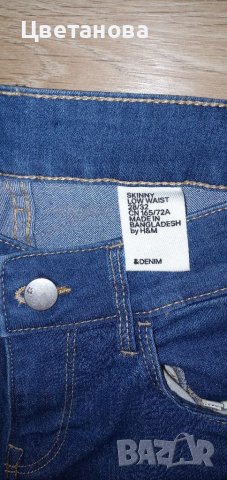 Цветанова
SKINNY
LOW WAIST
28/32
CN 165/72A
MADE IN
BANGLADESH
by H&M
&DENIM
BAZAR